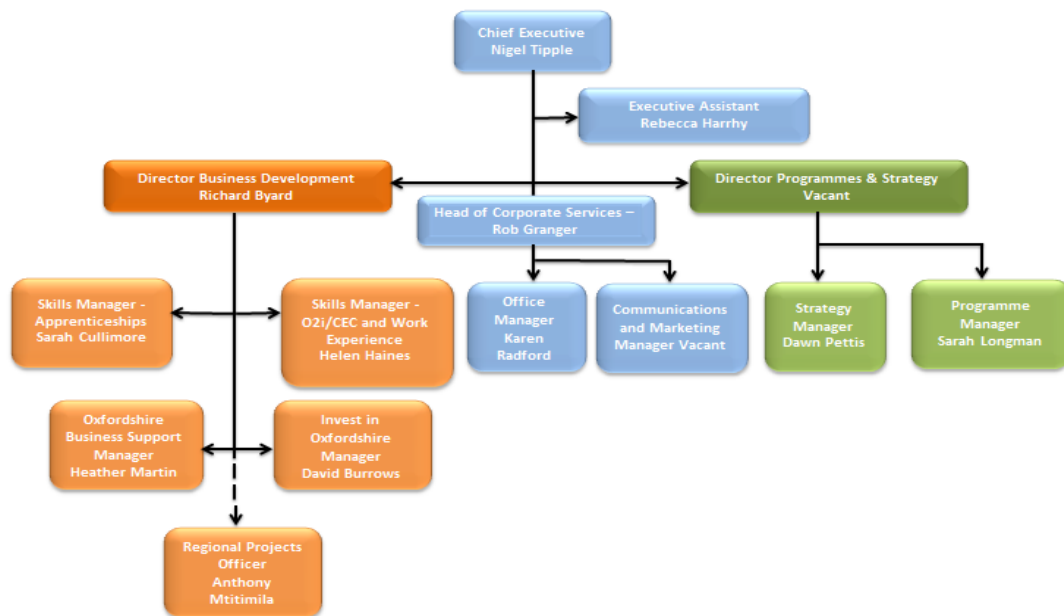 Chief Executive
Nigel Tipple
Executive Assistant
Rebecca Harrhy
Director Business Development
Richard Byard
Director Programmes & Strategy
Vacant
Head of Corporate Services –
Rob Granger
Skills Manager -
Apprenticeships
Sarah Cullimore
Skills Manager -
O2i/CEC and Work
Experience
Helen Haines
Office
Manager
Karen
Radford
Communications
and Marketing
Manager Vacant
Strategy
Manager
Dawn Pettis
Programme
Manager
Sarah Longman
Oxfordshire
Business Support
Manager
Heather Martin
Invest in
Oxfordshire
Manager
David Burrows
Regional Projects
Officer
Anthony
Mtitimila